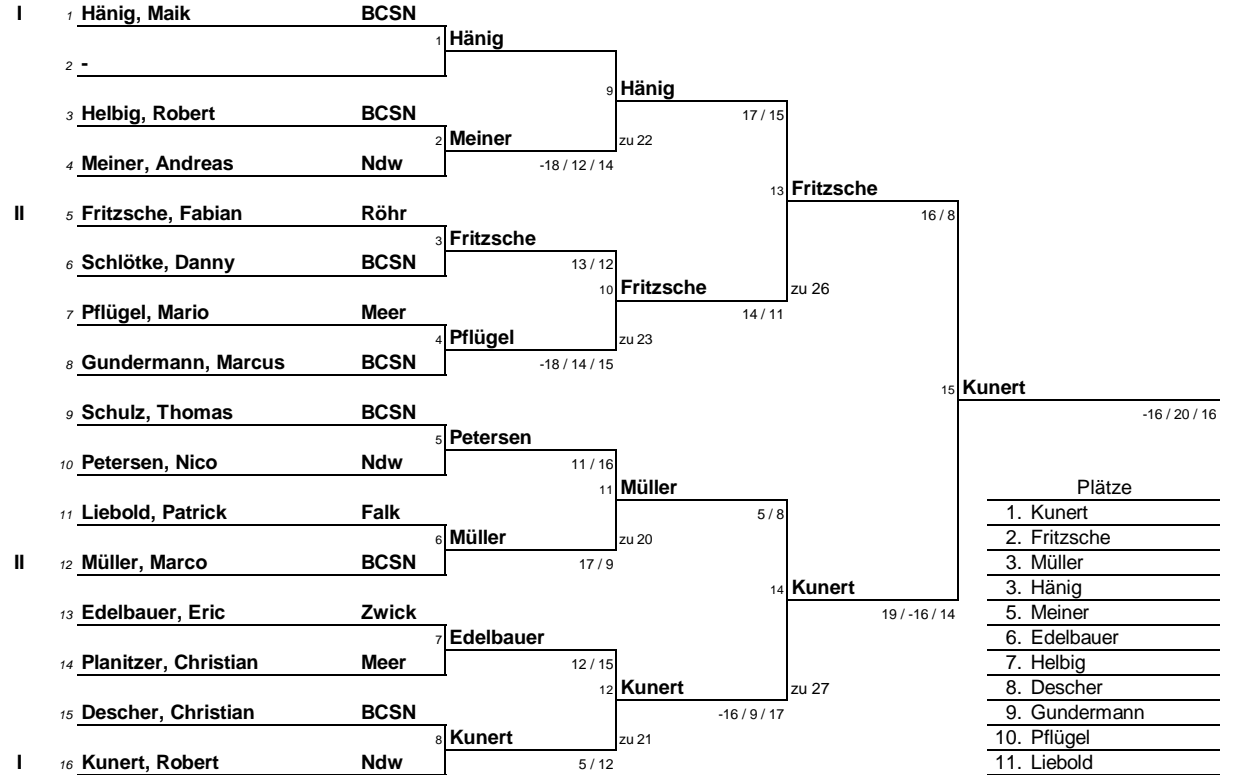 I 1 Hänig, Maik BCSN
1 Hänig
2 -
9 Hänig
3 Helbig, Robert BCSN 17 / 15
2 Meiner zu 22
4 Meiner, Andreas Ndw -18 / 12 / 14
13 Fritzsche
II 5 Fritzsche, Fabian Röhr 16 / 8
3 Fritzsche
6 Schlötke, Danny BCSN 13 / 12
10 Fritzsche zu 26
7 Pflügel, Mario Meer 14 / 11
4 Pflügel zu 23
8 Gundermann, Marcus BCSN -18 / 14 / 15
15 Kunert
9 Schulz, Thomas BCSN -16 / 20 / 16
5 Petersen
10 Petersen, Nico Ndw 11 / 16
11 Müller Plätze
11 Liebold, Patrick Falk 5 / 8 1. Kunert
6 Müller zu 20 2. Fritzsche
II 12 Müller, Marco BCSN 17 / 9 3. Müller
14 Kunert 3. Hänig
13 Edelbauer, Eric Zwick 19 / -16 / 14 5. Meiner
7 Edelbauer 6. Edelbauer
14 Planitzer, Christian Meer 12 / 15 7. Helbig
12 Kunert zu 27 8. Descher
15 Descher, Christian BCSN -16 / 9 / 17 9. Gundermann
8 Kunert zu 21 10. Pflügel
I 16 Kunert, Robert Ndw 5 / 12 11. Liebold